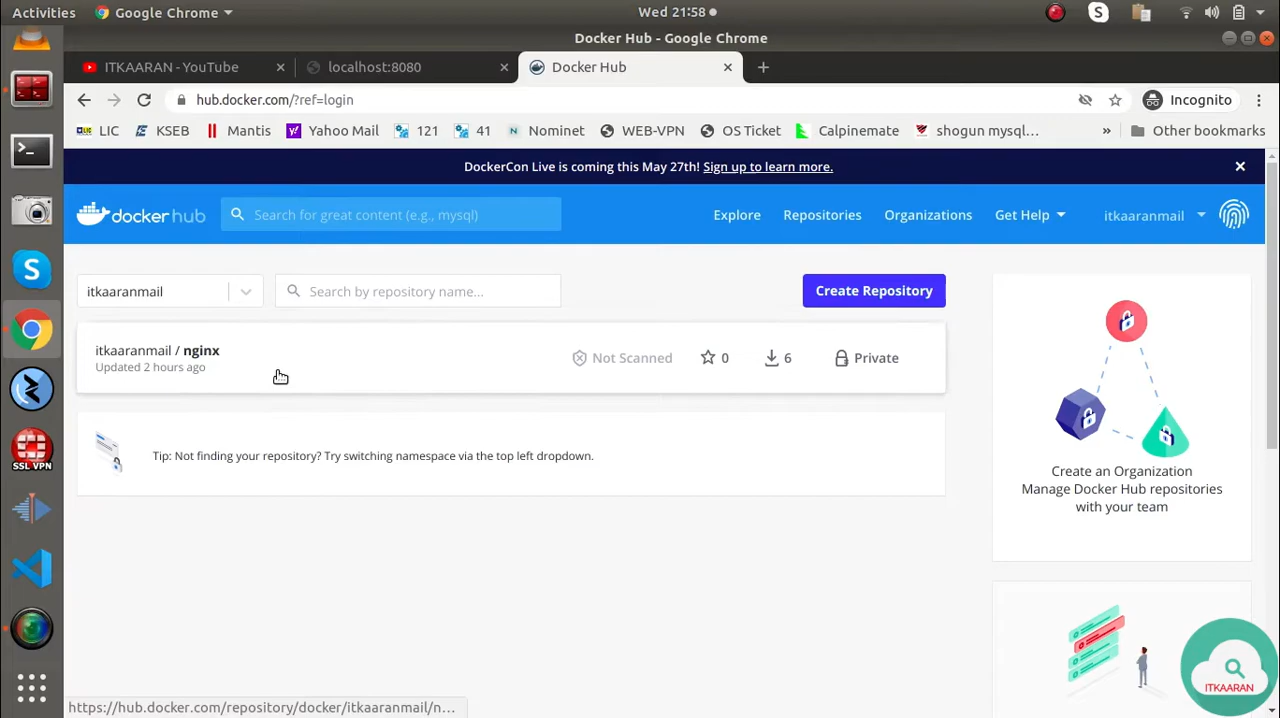 Activities
Google Chrome
Wed 21:58
Docker Hub - Google Chrome
ITKAARAN - YouTube
localhost:8080
Docker Hub
hub.docker.com/?ref=login
Incognito
LIC
KSEB
Mantis
Yahoo Mail
121
41
Nominet
WEB-VPN
OS Ticket
Calpinemate
shogun mysql...
»
Other bookmarks
DockerCon Live is coming this May 27th! Sign up to learn more.
docker hub
Search for great content (e.g., mysql)
Explore
Repositories
Organizations
Get Help
itkaaranmail
itkaaranmail
Search by repository name...
Create Repository
itkaaranmail / nginx
Updated 2 hours ago
Not Scanned
0
6
Private
Tip: Not finding your repository? Try switching namespace via the top left dropdown.
Create an Organization
Manage Docker Hub repositories
with your team
SSL VPN
ITKAARAN
https://hub.docker.com/repository/docker/itkaaranmail/n...